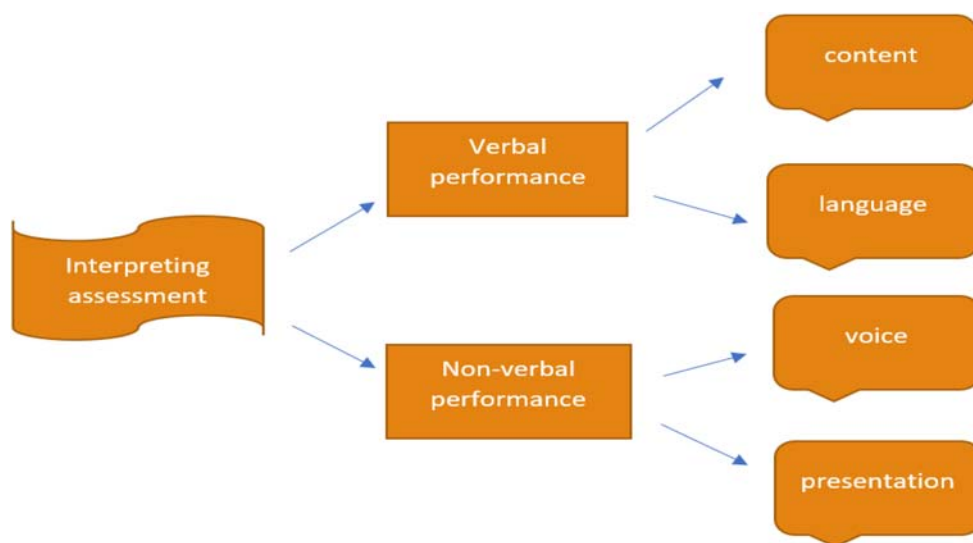 content
Verbal
performance
language
Interpreting
assessment
voice
Non-verbal
performance
presentation